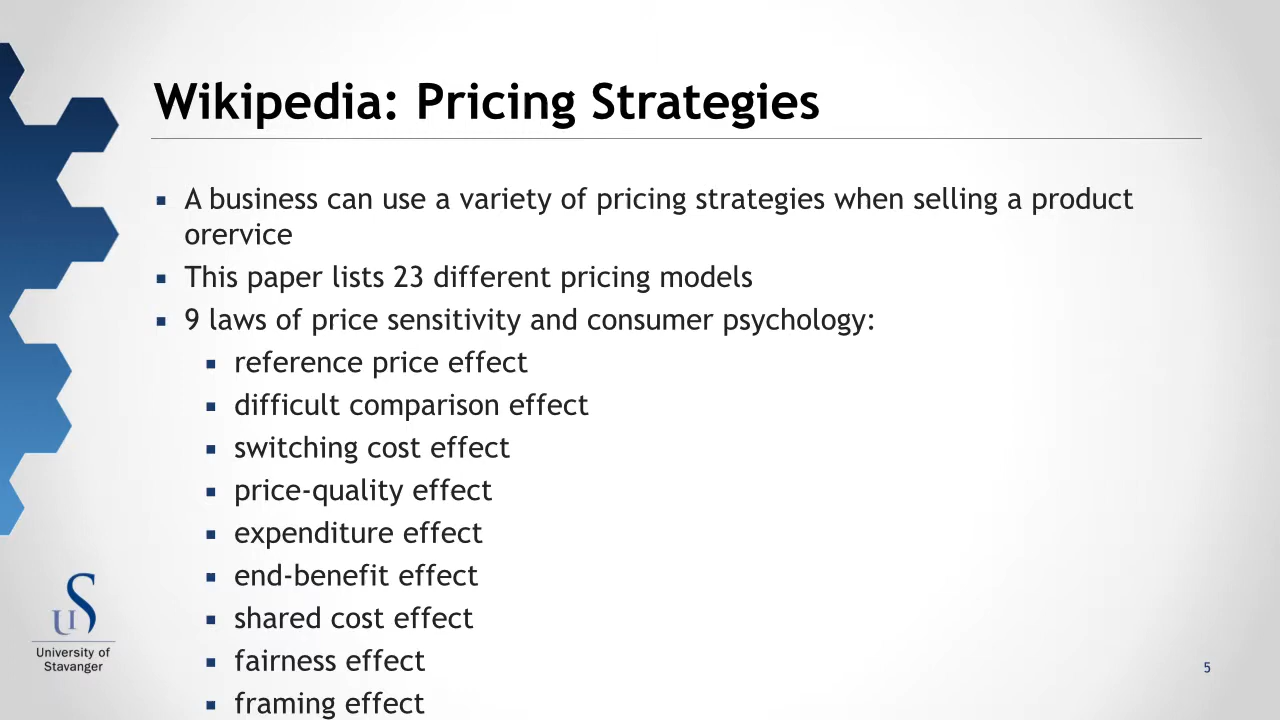 Wikipedia: Pricing Strategies
A business can use a variety of pricing strategies when selling a product
orervice
This paper lists 23 different pricing models
9 laws of price sensitivity and consumer psychology:
reference price effect
difficult comparison effect
switching cost effect
price-quality effect
expenditure effect
end-benefit effect
shared cost effect
fairness effect
framing effect
uS
University of
Stavanger
5